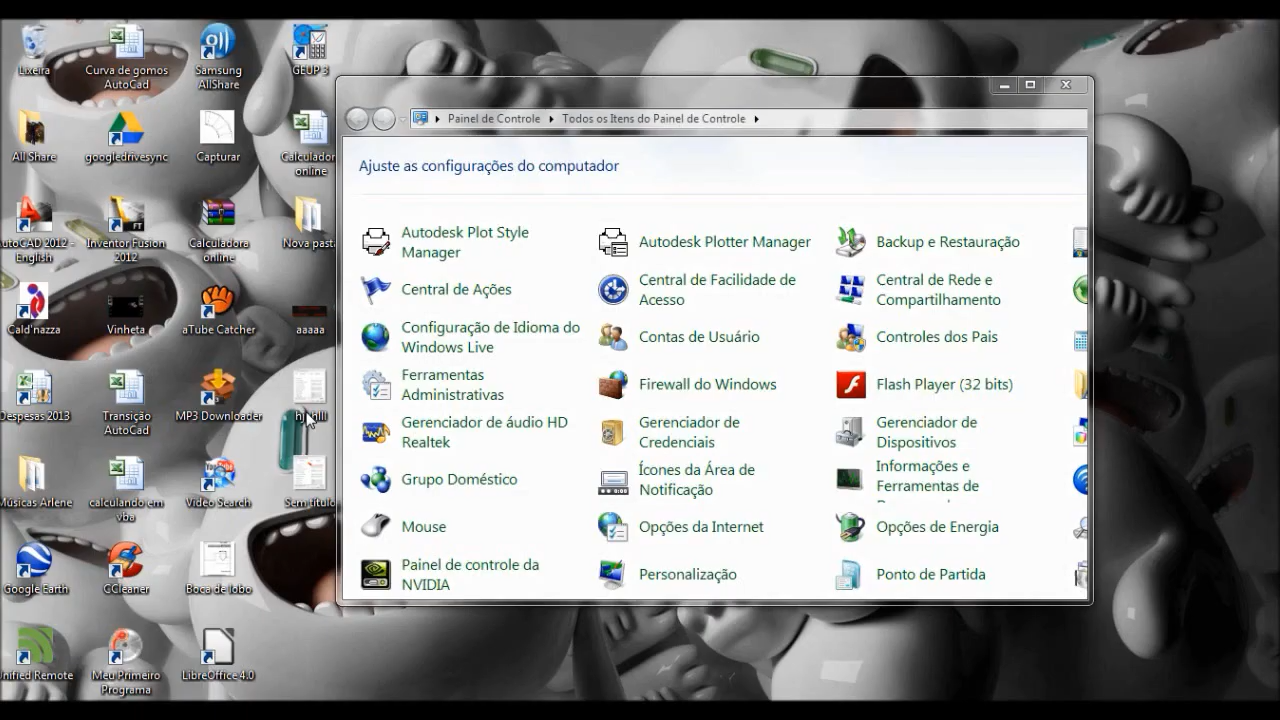 Lixeira
Curva de gomos
AutoCad
Samsung
AllShare
GEUP 3
All Share
googledrivesync
Capturar
Calculador
online
AutoCAD 2012 -
English
Inventor Fusion
2012
Calculadora
online
Nova pasta
Cald'nazza
Vinheta
aTube Catcher
aaaaa
Despesas 2013
Transição
AutoCad
MP3 Downloader
Músicas Arlene
calculando em
vba
Video Search
Sem título
Google Earth
CCleaner
Boca de lobo
Unified Remote
Meu Primeiro
Programa
LibreOffice 4.0
Painel de Controle
Todos os Itens do Painel de Controle
Ajuste as configurações do computador
Autodesk Plot Style
Manager
Autodesk Plotter Manager
Backup e Restauração
Central de Ações
Central de Facilidade de
Acesso
Central de Rede e
Compartilhamento
Configuração de Idioma do
Windows Live
Contas de Usuário
Controles dos Pais
Ferramentas
Administrativas
Firewall do Windows
Flash Player (32 bits)
Gerenciador de áudio HD
Realtek
Gerenciador de
Credenciais
Gerenciador de
Dispositivos
Grupo Doméstico
Ícones da Área de
Notificação
Informações e
Ferramentas de
Mouse
Opções da Internet
Opções de Energia
Painel de controle da
NVIDIA
Personalização
Ponto de Partida